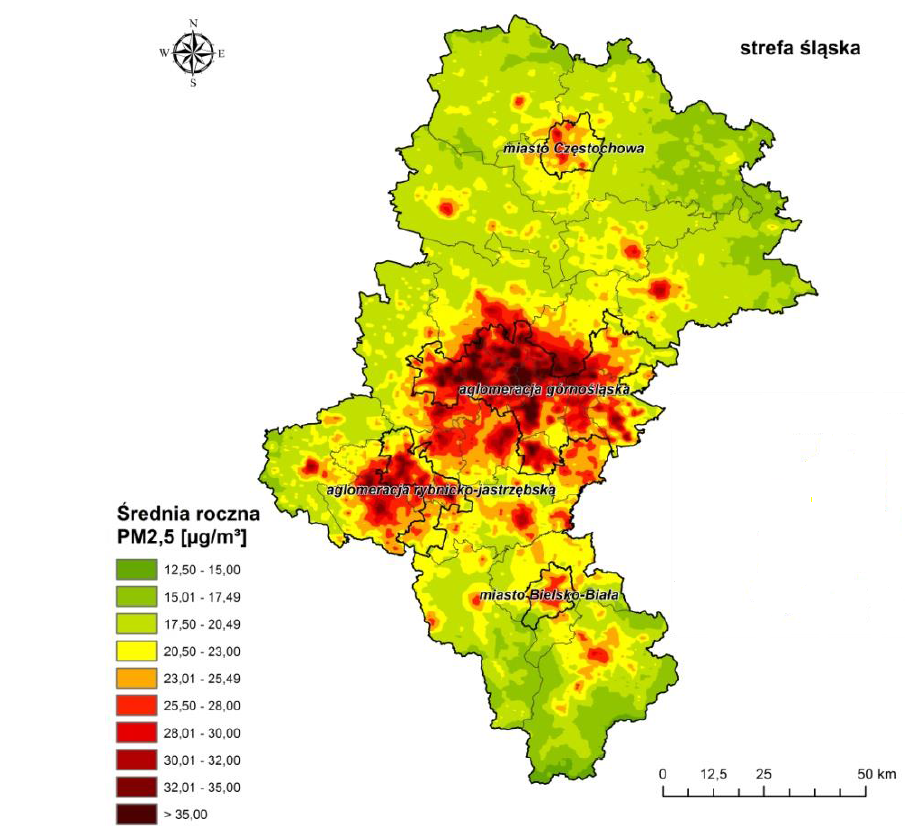 N
W E
S
strefa śląska
miasto Częstochowa
aglomeracja górnośląska
aglomeracja rybnicko-jastrzębska
miasto Bielsko-Biała
Średnia roczna
PM2,5 [µg/m³]
12,50 - 15,00
15,01 - 17,49
17,50 - 20,49
20,50 - 23,00
23,01 - 25,49
25,50 - 28,00
28,01 - 30,00
30,01 - 32,00
32,01 - 35,00
> 35,00
0 12,5 25 50 km